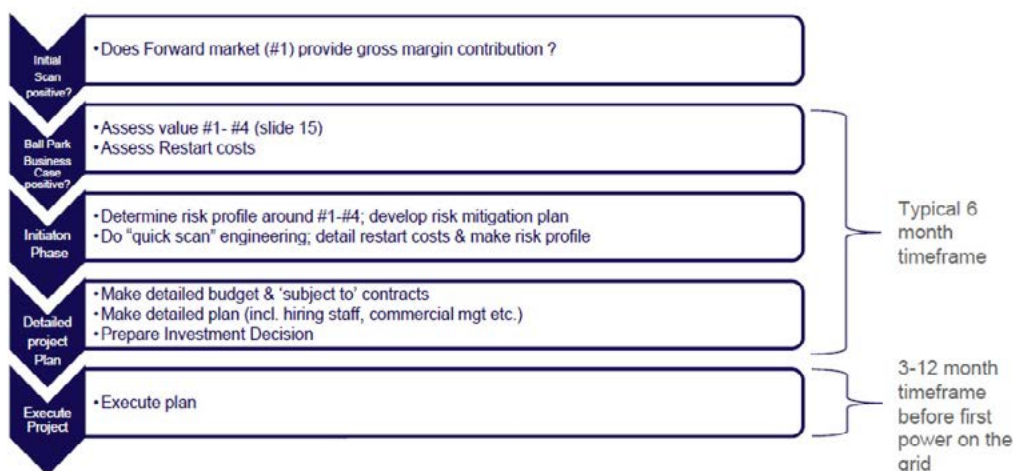 Initial
Scan
positive?
•Does Forward market (#1) provide gross margin contribution ?
Ball Park
Business
Case
positive?
•Assess value #1- #4 (slide 15)
•Assess Restart costs
Initiaton
Phase
•Determine risk profile around #1-#4; develop risk mitigation plan
•Do “quick scan” engineering; detail restart costs & make risk profile
Detailed
project
Plan
•Make detailed budget & ‘subject to’ contracts
•Make detailed plan (incl. hiring staff, commercial mgt etc.)
•Prepare Investment Decision
Typical 6
month
timeframe
Execute
Project
•Execute plan
3-12 month
timeframe
before first
power on the
grid